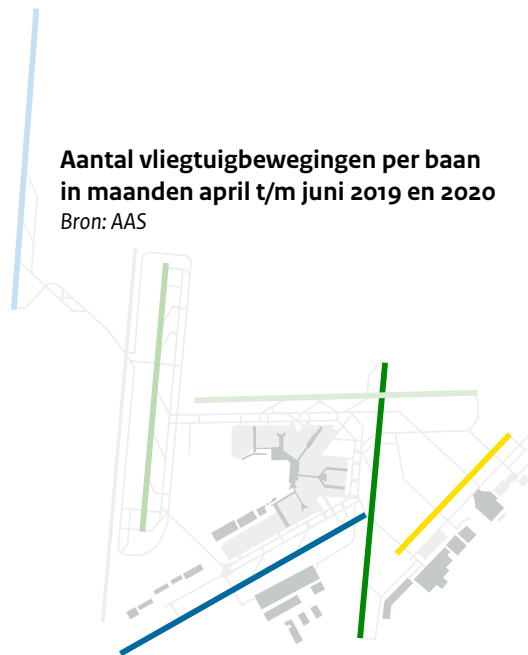 Aantal vliegtuigbewegingen per baan
in maanden april t/m juni 2019 en 2020
Bron: AAS